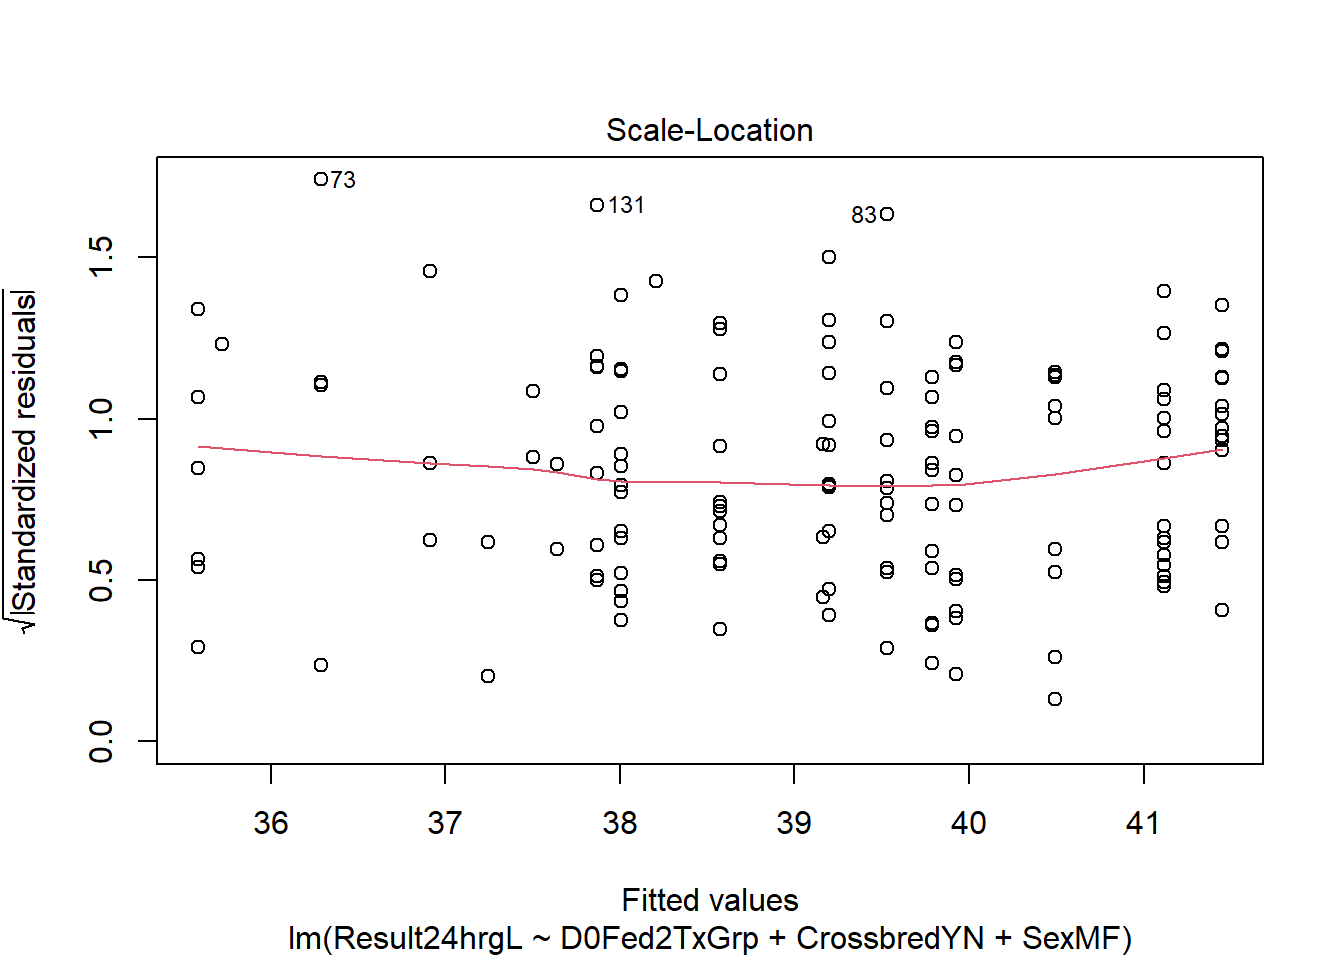 Scale-Location
73
131
83
1.5
1.0
0.5
0.0
√|Standardized residuals|
36 37 38 39 40 41
Fitted values
lm(Result24hrgL ~ D0Fed2TxGrp + CrossbredYN + SexMF)